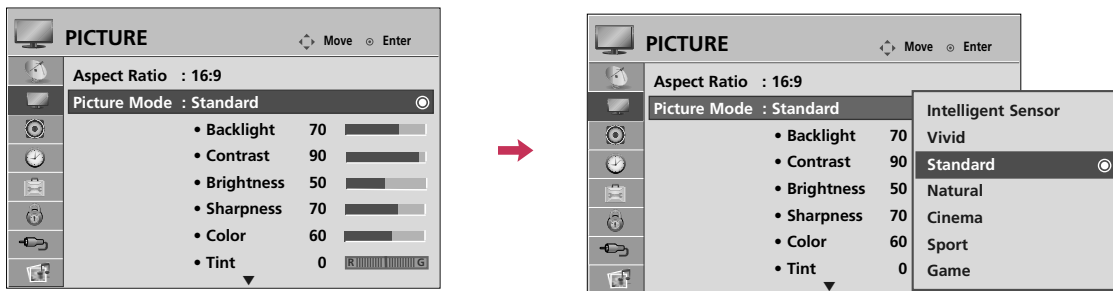 PICTURE Move Enter
Aspect Ratio : 16:9
Picture Mode : Standard
• Backlight 70
• Contrast 90
• Brightness 50
• Sharpness 70
• Color 60
• Tint 0 R G
PICTURE Move Enter
Aspect Ratio : 16:9
Picture Mode : Standard
• Backlight 70
• Contrast 90
• Brightness 50
• Sharpness 70
• Color 60
• Tint 0
Intelligent Sensor
Vivid
Standard
Natural
Cinema
Sport
Game